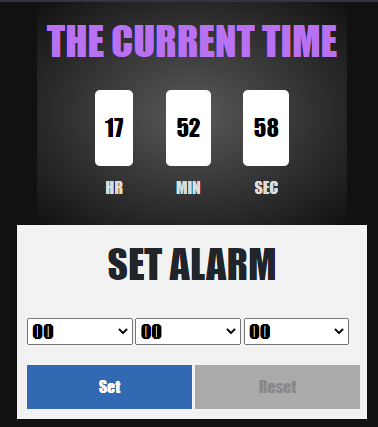 THE CURRENT TIME
17 52 58
HR MIN SEC
SET ALARM
00 00 00
Set Reset